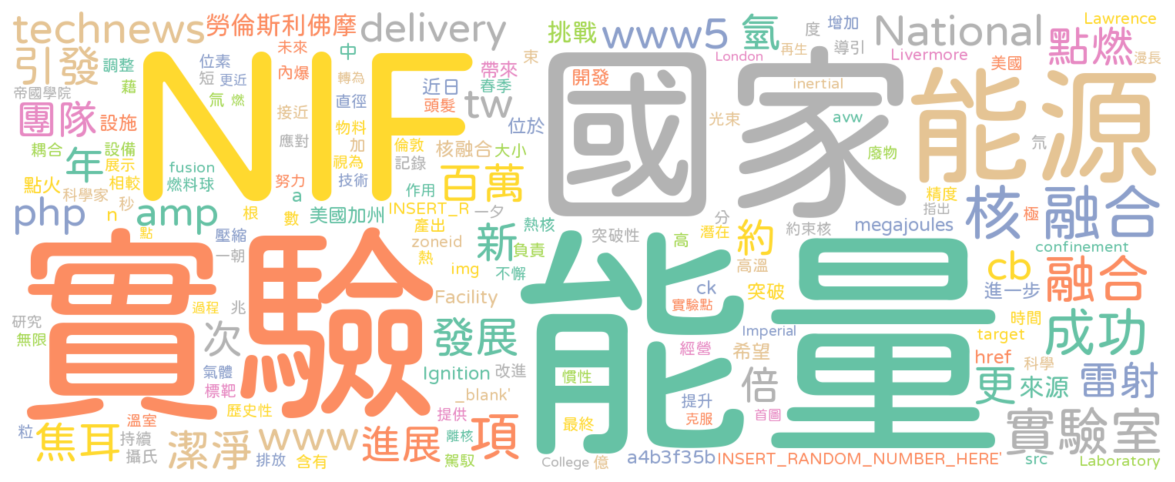 technews
勞倫斯利佛摩
delivery
挑戰
www5
氫
度
增加
National
Lawrence
點燃
引發
調整
位素
未來
中
束
London
再生
導引
Livermore
美國
漫長
帝國學院
藉
短
更近
內爆
轉為
近日
帶來
春季
開發
inertial
團隊
設施
氚
燃
NIF
接近
直徑
頭髮
tw
位於
國家
光束
avw
能源
耦合
年
設備
展示
應對
物料
加
倫敦
記錄
核融合
大小
廢物
氘
點火
科學家
相較
fusion
燃料球
視為
技術
努力
作用
百萬
精度
指出
核
融合
極
php
n
秒
amp
根
a
數
美國加州
INSERT_R
一夕
產出
熱核
分
潛在
約
約束核
megajoules
點
壓縮
一朝
zoneid
熱
img
新
負責
不懈
突破性
高
高溫
confinement
實驗
能量
過程
兆
Facility
ck
實驗點
突破
cb
進一步
融合
研究
無限
次
發展
Imperial
時間
target
成功
氣體
標靶
Ignition
改進
慣性
經營
希望
href
科學
_blank'
提升
倍
更
來源
雷射
歷史性
溫室
提供
最終
克服
首圖
粒
焦耳
持續
攝氏
潔淨
www
排放
含有
進展
離核
駕馭
項
實驗室
College
億
a4b3f35b
INSERT_RANDOM_NUMBER_HERE'
src
Laboratory